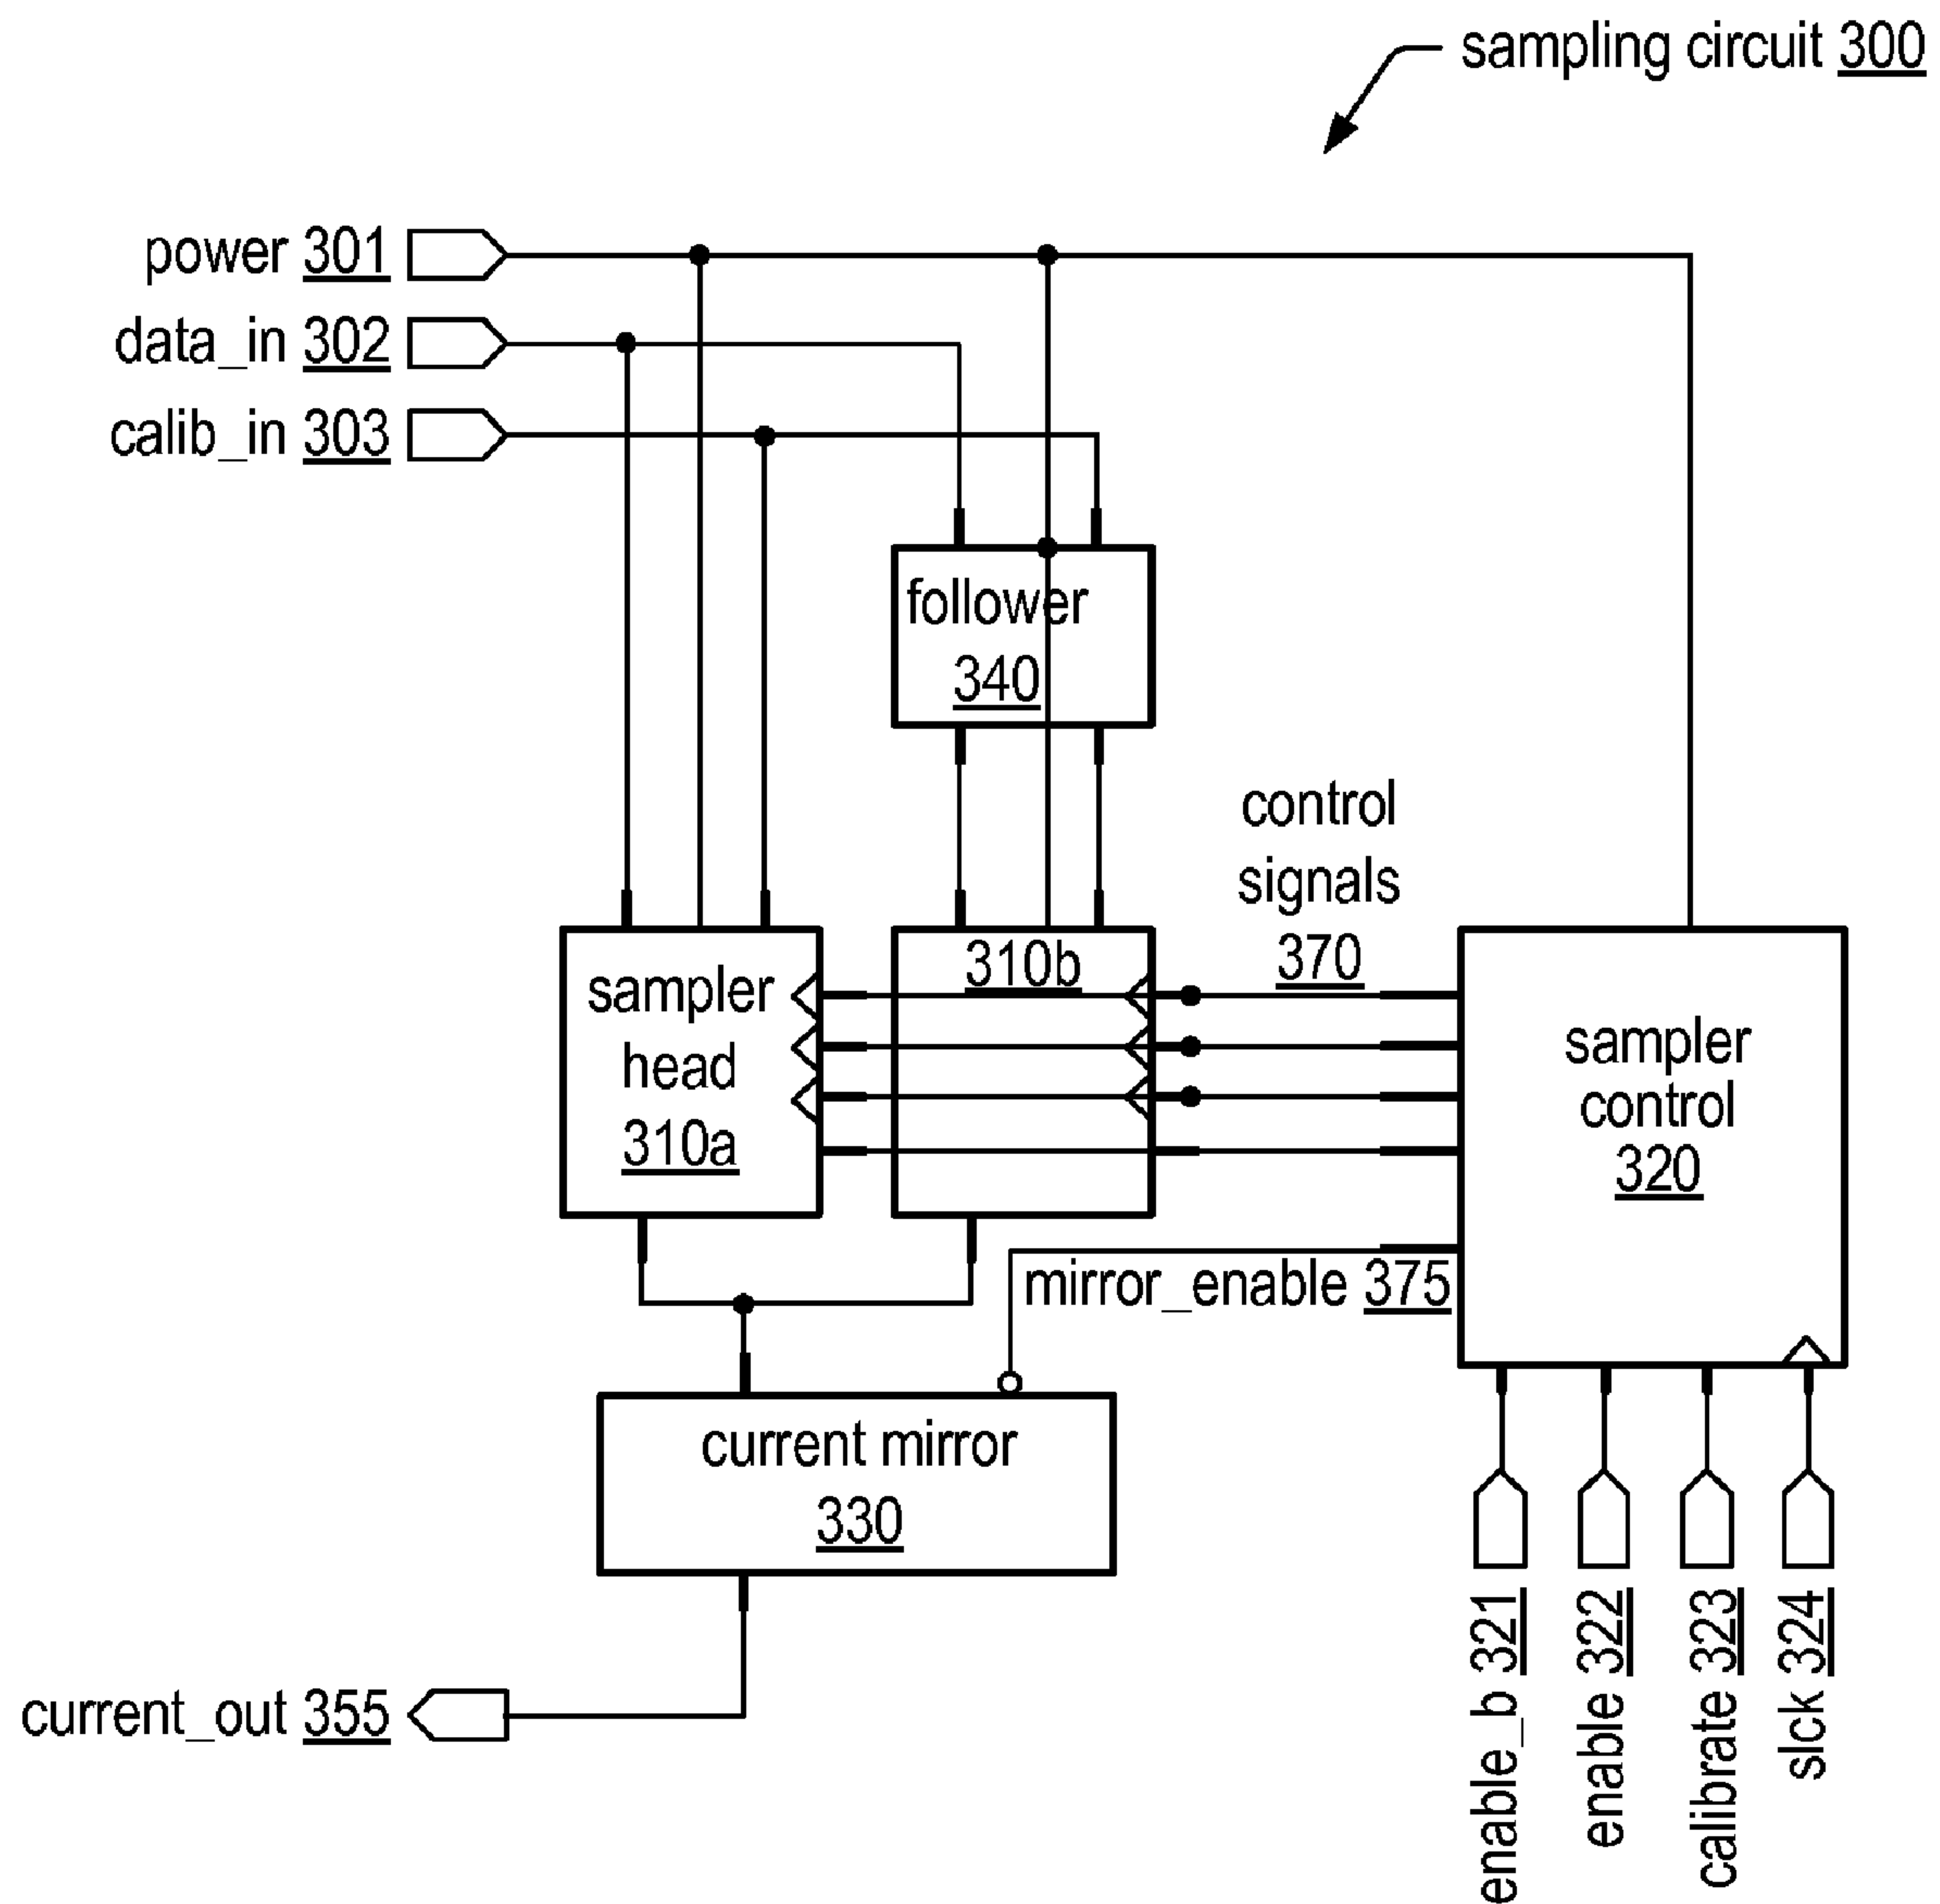 sampling circuit 300
power 301
data_in 302
calib_in 303
follower
340
control
signals
370
310b
sampler
head
310a
sampler
control
320
mirror_enable 375
current mirror
330
current_out 355
enable_b 321
enable 322
calibrate 323
slck 324